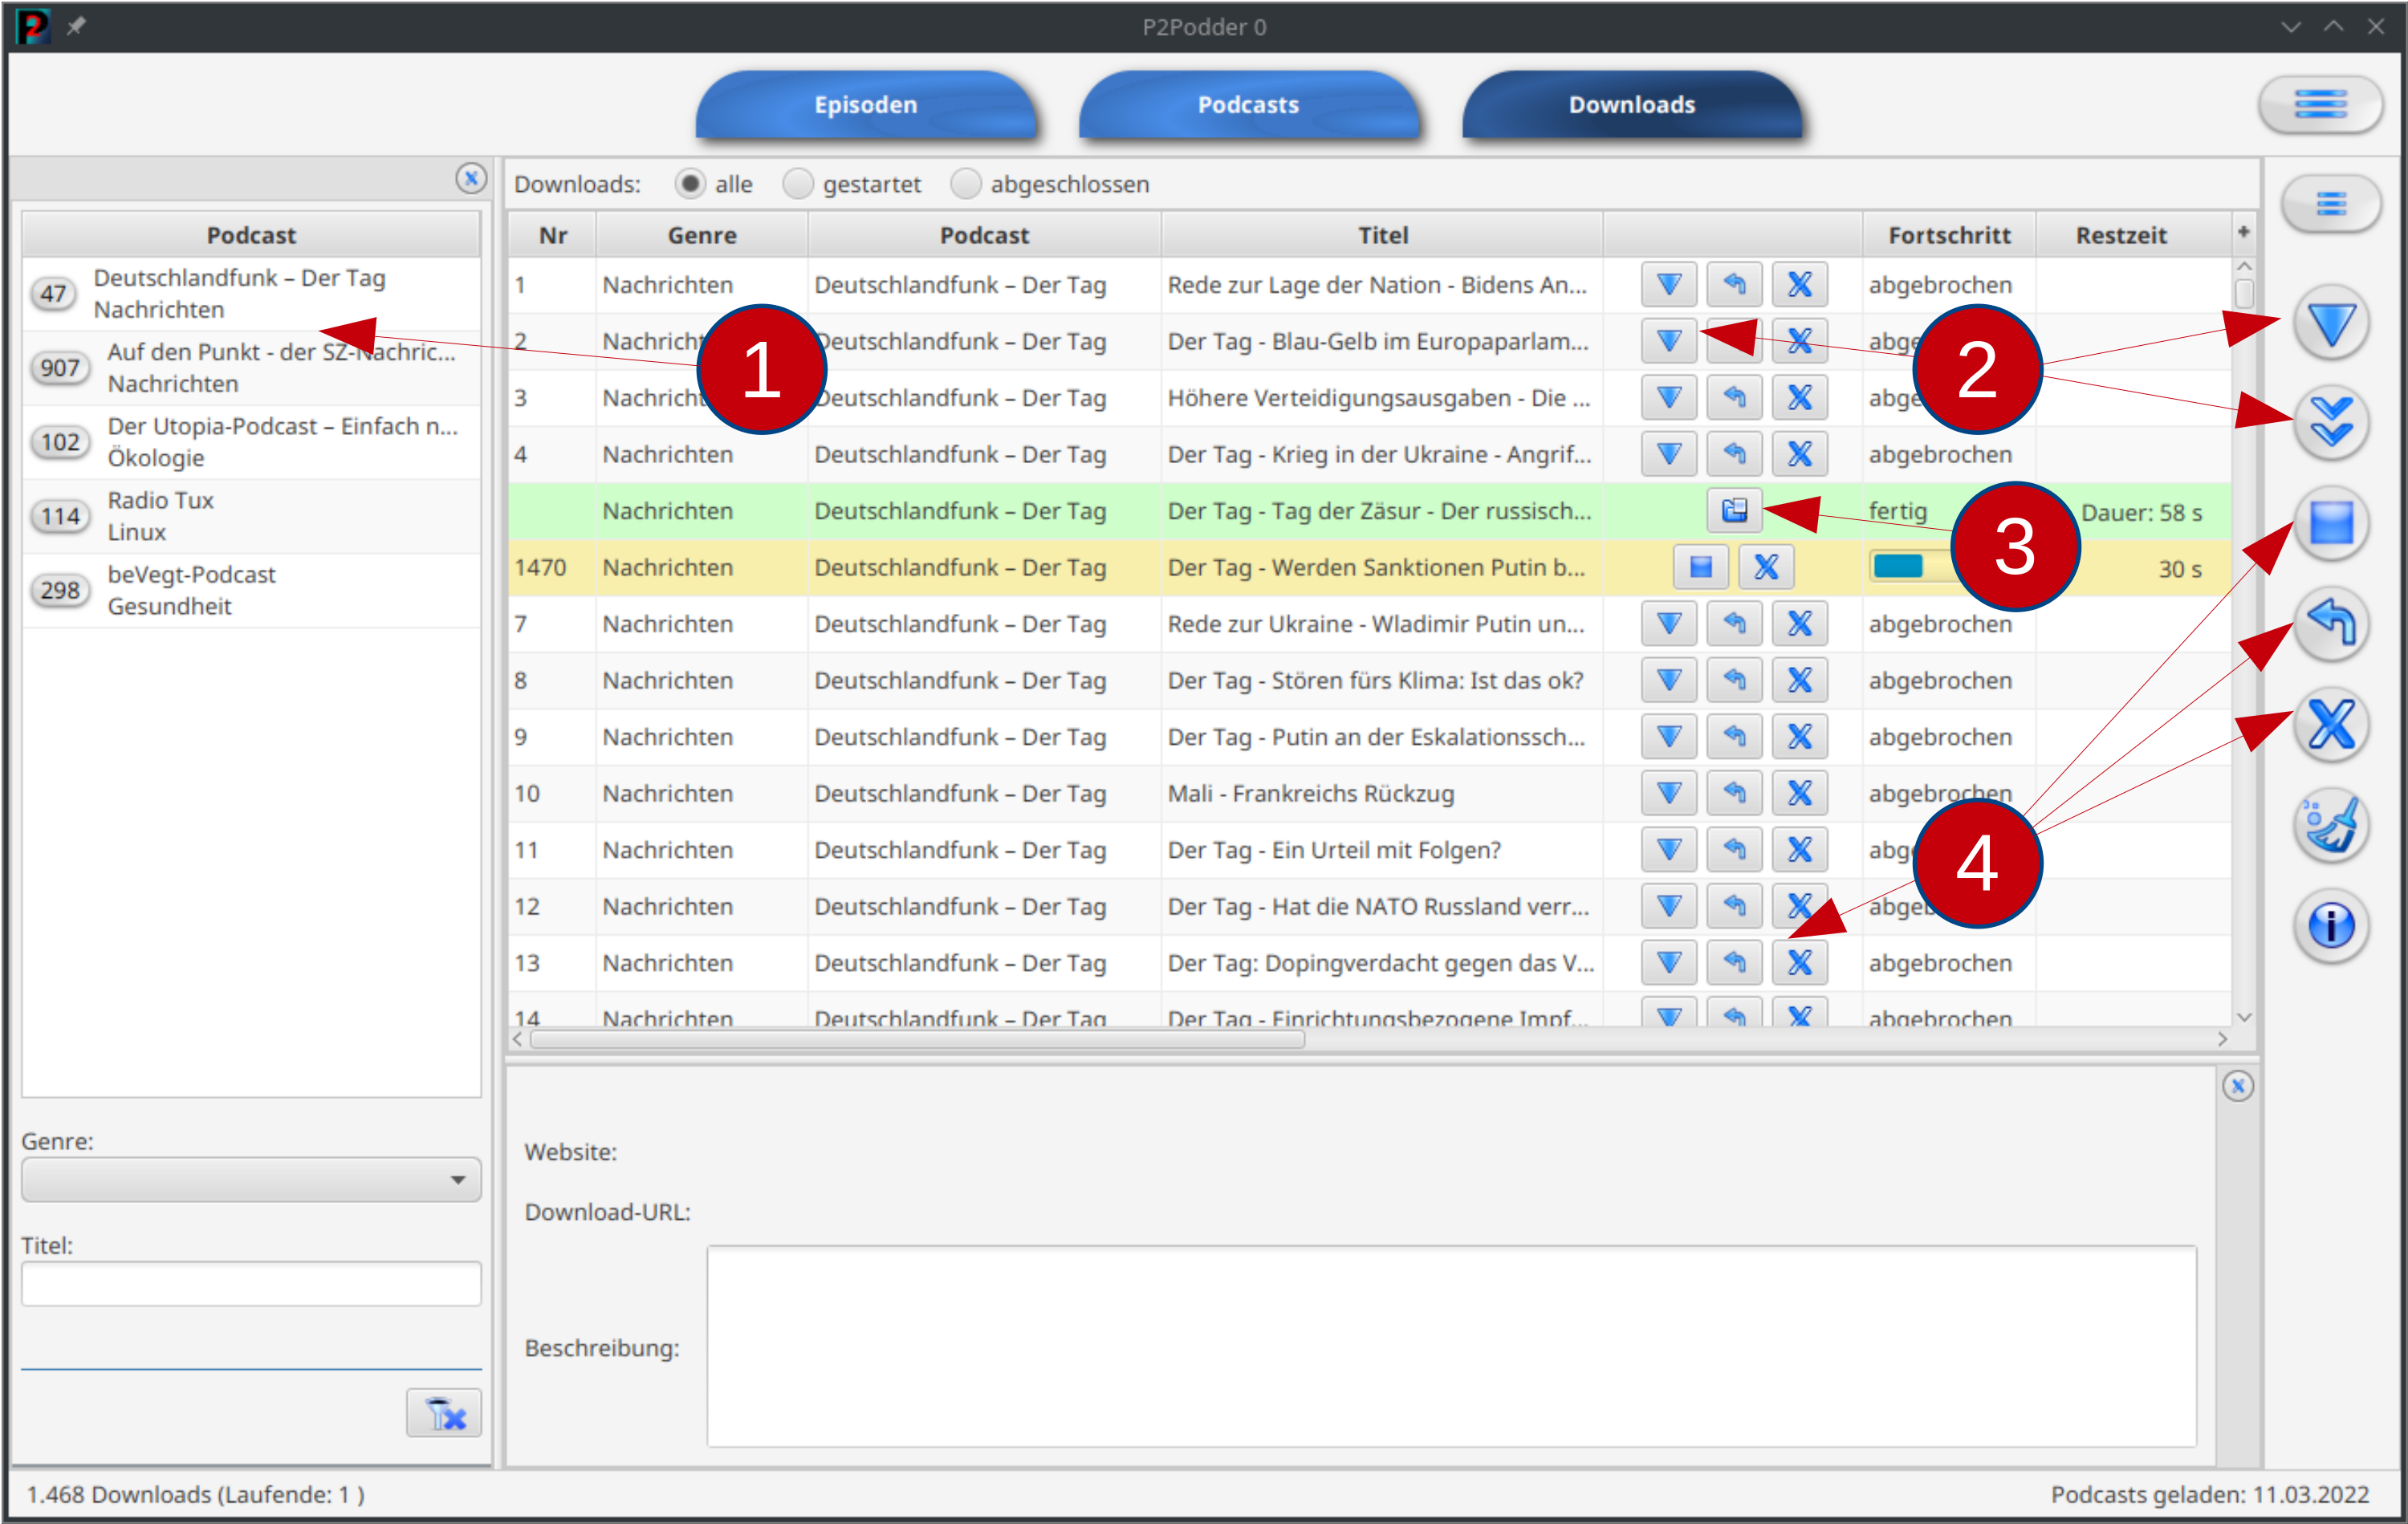 P2 P2Podder 0
Episoden Podcasts Downloads
Downloads: alle gestartet abgeschlossen
Podcast
47 Deutschlandfunk – Der Tag
Nachrichten
907 Auf den Punkt - der SZ-Nachric...
Nachrichten
102 Der Utopia-Podcast – Einfach n...
Ökologie
114 Radio Tux
Linux
298 beVegt-Podcast
Gesundheit
Genre:
Titel:
Nr Genre Podcast Titel Fortschritt Restzeit +
1 Nachrichten Deutschlandfunk – Der Tag Rede zur Lage der Nation - Bidens An... abgebrochen
2 Deutschlandfunk – Der Tag Der Tag - Blau-Gelb im Europaparlam...
3 Deutschlandfunk – Der Tag Höhere Verteidigungsausgaben - Die ...
4 Nachrichten Deutschlandfunk – Der Tag Der Tag - Krieg in der Ukraine - Angrif... abgebrochen
Nachrichten Deutschlandfunk – Der Tag Der Tag - Tag der Zäsur - Der russisch... fertig Dauer: 58 s
1470 Nachrichten Deutschlandfunk – Der Tag Der Tag - Werden Sanktionen Putin b... 30 s
7 Nachrichten Deutschlandfunk – Der Tag Rede zur Ukraine - Wladimir Putin un... abgebrochen
8 Nachrichten Deutschlandfunk – Der Tag Der Tag - Stören fürs Klima: Ist das ok? abgebrochen
9 Nachrichten Deutschlandfunk – Der Tag Der Tag - Putin an der Eskalationssch... abgebrochen
10 Nachrichten Deutschlandfunk – Der Tag Mali - Frankreichs Rückzug abgebrochen
11 Nachrichten Deutschlandfunk – Der Tag Der Tag - Ein Urteil mit Folgen?
12 Nachrichten Deutschlandfunk – Der Tag Der Tag - Hat die NATO Russland verr...
13 Nachrichten Deutschlandfunk – Der Tag Der Tag: Dopingverdacht gegen das V... abgebrochen
14 Nachrichten Deutschlandfunk – Der Tag Der Tag - Einrichtungsbezogene Impf... abgebrochen
1
2
3
4
Website:
Download-URL:
Beschreibung:
1.468 Downloads (Laufende: 1 ) Podcasts geladen: 11.03.2022